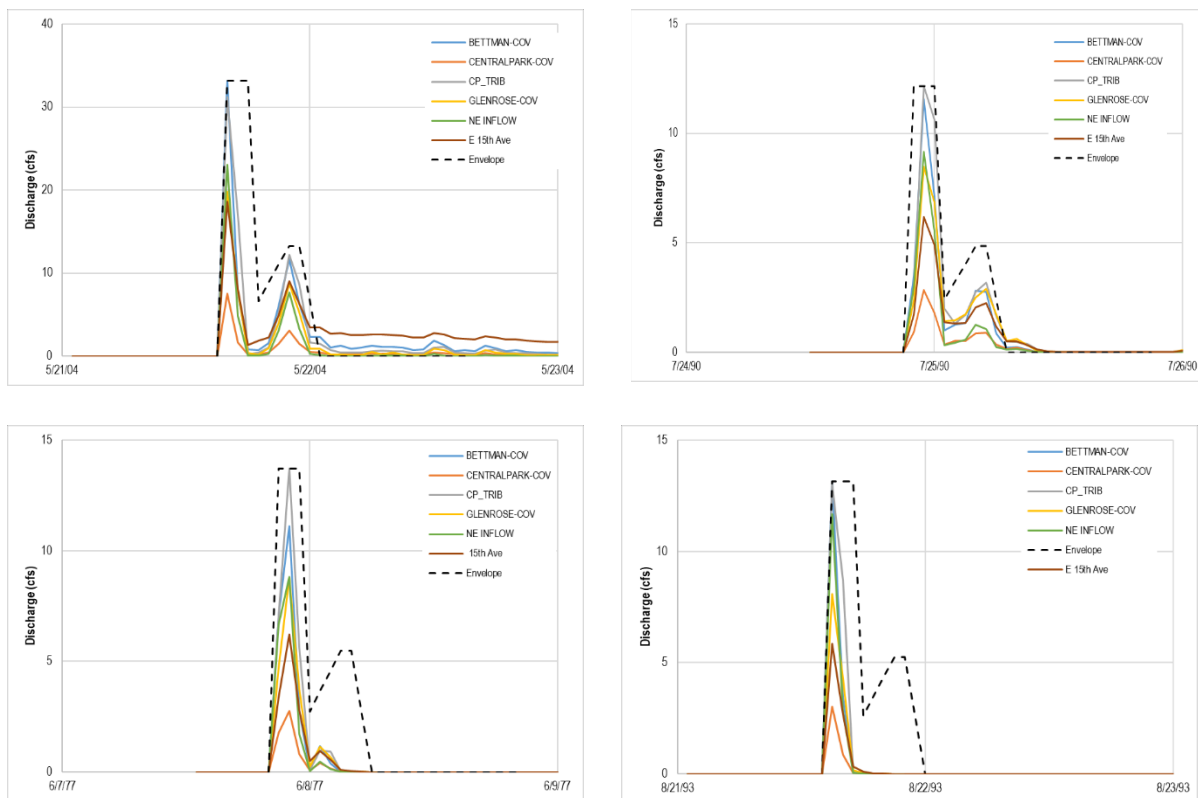 40
30
20
10
0
Discharge (cfs)
5/21/04
5/22/04
5/23/04
BETTMAN-COV
CENTRALPARK-COV
CP_TRIB
GLENROSE-COV
NE INFLOW
E 15th Ave
Envelope
15
10
5
0
Discharge (cfs)
7/24/90
7/25/90
7/26/90
BETTMAN-COV
CENTRALPARK-COV
CP_TRIB
GLENROSE-COV
NE INFLOW
E 15th Ave
Envelope
15
10
5
0
Discharge (cfs)
6/7/77
6/8/77
6/9/77
BETTMAN-COV
CENTRALPARK-COV
CP_TRIB
GLENROSE-COV
NE INFLOW
15th Ave
Envelope
15
10
5
0
Discharge (cfs)
8/21/93
8/22/93
8/23/93
BETTMAN-COV
CENTRALPARK-COV
CP_TRIB
GLENROSE-COV
NE INFLOW
Envelope
E 15th Ave